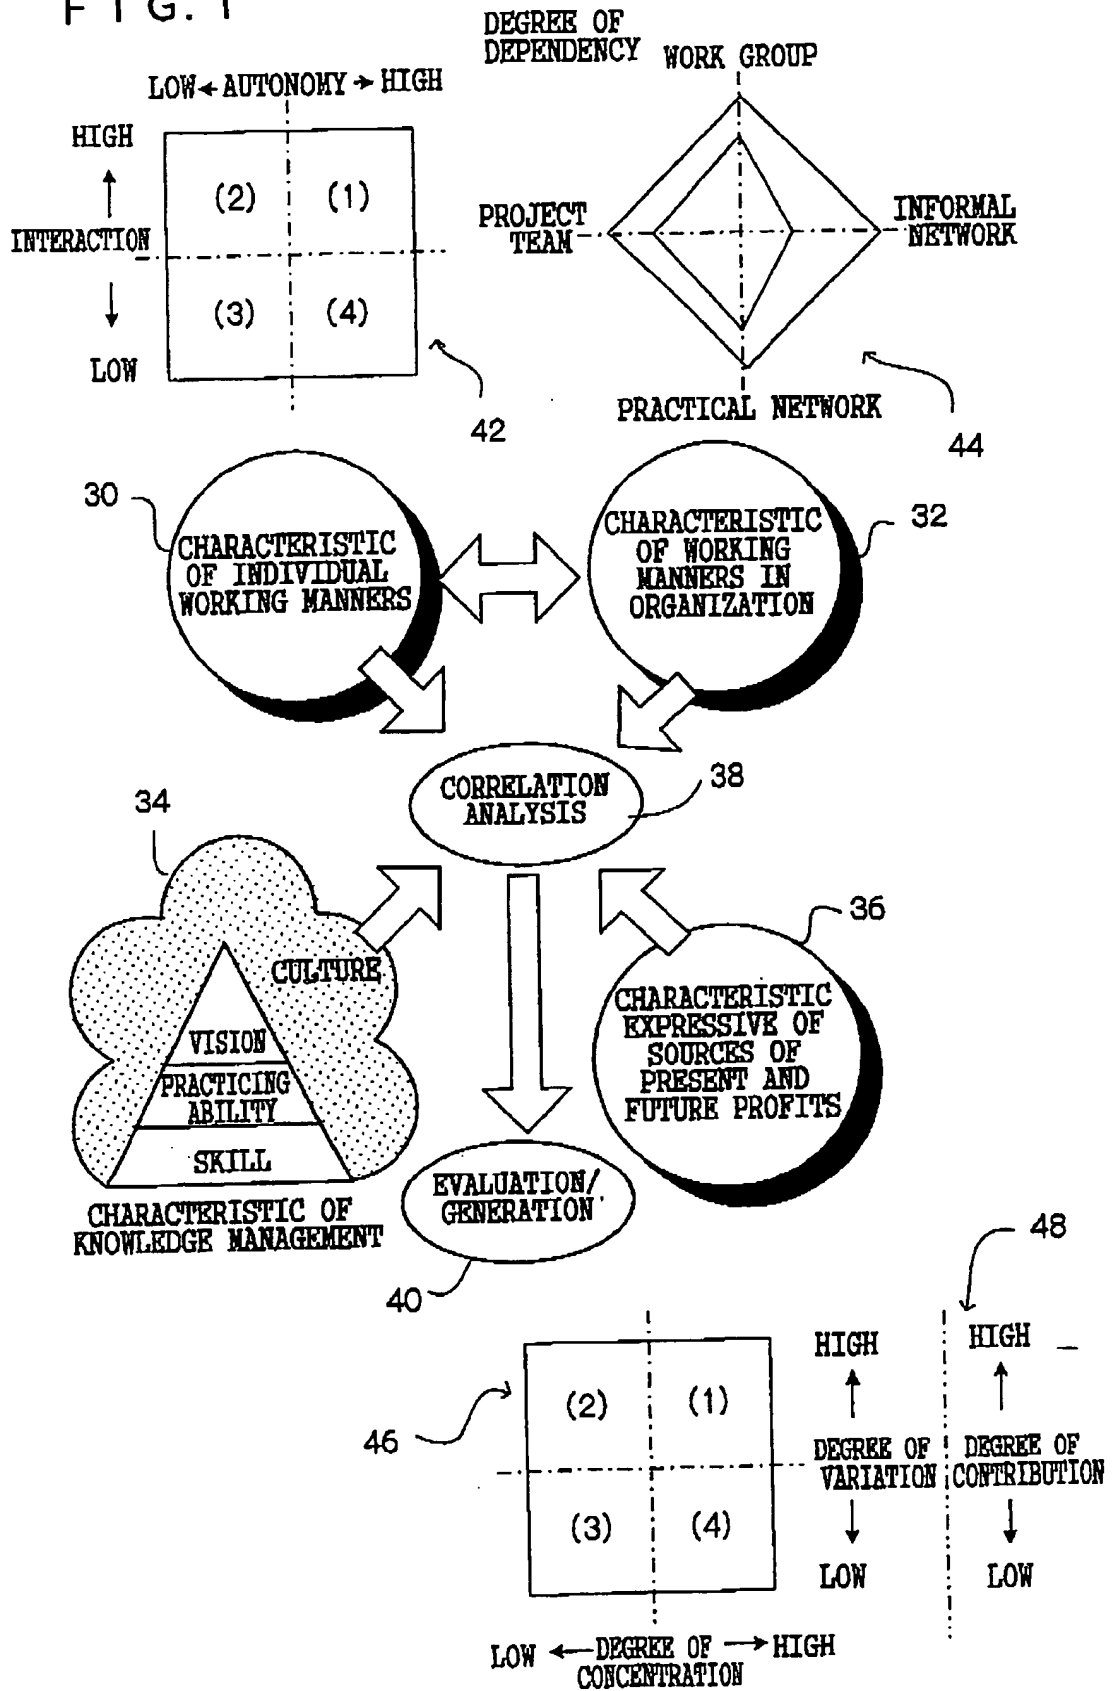 FIG. 1
DEGREE OF
DEPENDENCY
WORK GROUP
LOW ← AUTONOMY → HIGH
HIGH
INTERACTION
LOW
(2)
(1)
(3)
(4)
42
PROJECT
TEAM
INFORMAL
NETWORK
PRACTICAL NETWORK
44
30
CHARACTERISTIC
OF INDIVIDUAL
WORKING MANNERS
CHARACTERISTIC
OF WORKING
MANNERS IN
ORGANIZATION
32
CORRELATION
ANALYSIS
38
34
CULTURE
VISION
PRACTICING
ABILITY
SKILL
CHARACTERISTIC OF
KNOWLEDGE MANAGEMENT
36
CHARACTERISTIC
EXPRESSIVE OF
SOURCES OF
PRESENT AND
FUTURE PROFITS
EVALUATION/
GENERATION
40
46
(2)
(1)
(3)
(4)
HIGH
DEGREE OF
VARIATION
LOW
48
HIGH
DEGREE OF
CONTRIBUTION
LOW
LOW ← DEGREE OF → HIGH
CONCENTRATION